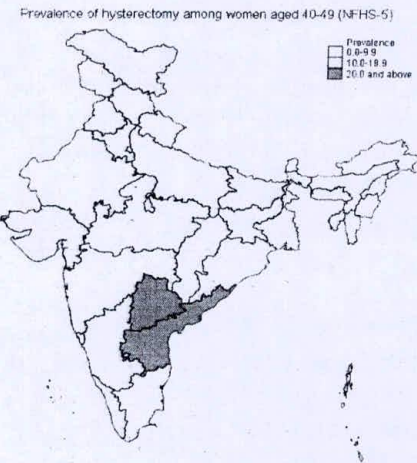 Prevalence of hysterectomy among women aged 40-49 (NFHS-5)
Prevalence
0.0-9.9
10.0-19.9
20.0 and above